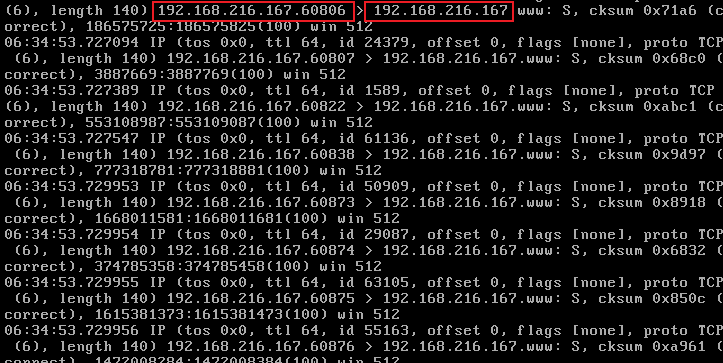 (6), length 140) 192.168.216.167.60806 > 192.168.216.167 www: S, cksum 0x71a6 (c
orrect), 186575725:186575825(100) win 512
06:34:53.727094 IP (tos 0x0, ttl 64, id 24379, offset 0, flags [none], proto TCP
(6), length 140) 192.168.216.167.60807 > 192.168.216.167.www: S, cksum 0x68c0 (
correct), 3887669:3887769(100) win 512
06:34:53.727389 IP (tos 0x0, ttl 64, id 1589, offset 0, flags [none], proto TCP
(6), length 140) 192.168.216.167.60822 > 192.168.216.167.www: S, cksum 0xabc1 (c
orrect), 553108987:553109087(100) win 512
06:34:53.727547 IP (tos 0x0, ttl 64, id 61136, offset 0, flags [none], proto TCP
(6), length 140) 192.168.216.167.60838 > 192.168.216.167.www: S, cksum 0x9d97 (
correct), 777318781:777318881(100) win 512
06:34:53.729953 IP (tos 0x0, ttl 64, id 50909, offset 0, flags [none], proto TCP
(6), length 140) 192.168.216.167.60873 > 192.168.216.167.www: S, cksum 0x8918 (
correct), 1668011581:1668011681(100) win 512
06:34:53.729954 IP (tos 0x0, ttl 64, id 29087, offset 0, flags [none], proto TCP
(6), length 140) 192.168.216.167.60874 > 192.168.216.167.www: S, cksum 0x6832 (
correct), 374785358:374785458(100) win 512
06:34:53.729955 IP (tos 0x0, ttl 64, id 63105, offset 0, flags [none], proto TCP
(6), length 140) 192.168.216.167.60875 > 192.168.216.167.www: S, cksum 0x850c (
correct), 1615381373:1615381473(100) win 512
06:34:53.729956 IP (tos 0x0, ttl 64, id 55163, offset 0, flags [none], proto TCP
(6), length 140) 192.168.216.167.60876 > 192.168.216.167.www: S, cksum 0xa961 (
correct), 1472008284:1472008384(100) win 512